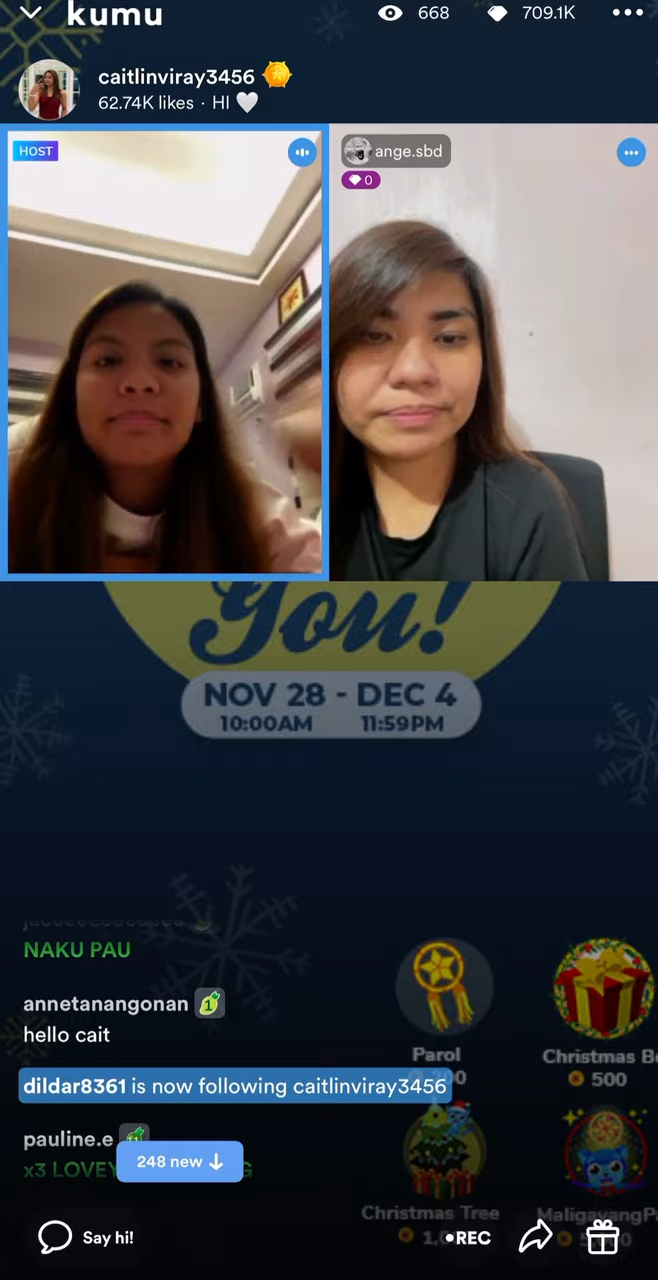 kumu
668
709.1K
caitlinviray3456
62.74K likes · HI 🤍
HOST
ange.sbd
0
You!
NOV 28 - DEC 4
10:00AM 11:59PM
NAKU PAU
annetanangonan 1
hello cait
dildar8361 is now following caitlinviray3456
pauline.e
x3 LOVEY
248 new
Parol
Christmas B
500
Christmas Tree
MaligayangP
Say hi!
REC